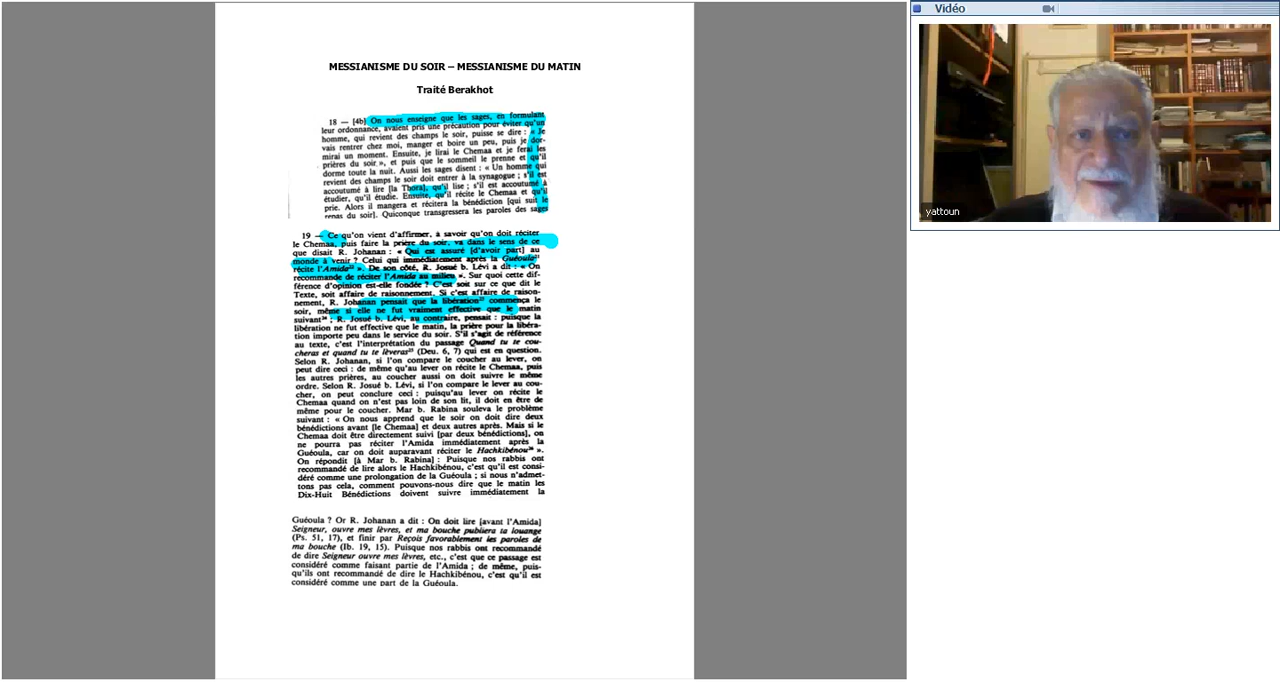 MESSIANISME DU SOIR – MESSIANISME DU MATIN
Traité Berakhot
18 — [4b] On nous enseigne que les sages, en formulant
leur ordonnance, avaient pris une précaution pour éviter qu'un
homme, qui revient des champs le soir, puisse se dire : « Je
vais rentrer chez moi, manger et boire un peu, puis je dor-
mirai un moment. Ensuite, je lirai le Chemaa et je ferai les
prières du soir », et puis que le sommeil le prenne et qu'il
dorme toute la nuit. Aussi les sages disent : « Un homme qui
revient des champs le soir doit entrer à la synagogue ; s'il est
accoutumé à lire [la Thora], qu'il lise ; s'il est accoutumé à
étudier, qu'il étudie. Ensuite, qu'il récite le Chemaa et qu'il
prie. Alors il mangera et récitera la bénédiction [qui suit le
repas du soir]. Quiconque transgressera les paroles des sages
19 — Ce qu'on vient d'affirmer, à savoir qu'on doit réciter
le Chemaa, puis faire la prière du soir, va dans le sens de ce
que disait R. Johanan : « Qui est assuré [d'avoir part] au
monde à venir ? Celui qui immédiatement après la Guéoula²¹
récite l'Amida²² ». De son côté, R. Josué b. Lévi a dit : « On
recommande de réciter l'Amida au milieu ». Sur quoi cette dif-
férence d'opinion est-elle fondée ? C'est soit sur ce que dit le
Texte, soit affaire de raisonnement. Si c'est affaire de raison-
nement, R. Johanan pensait que la libération²³ commença le
soir, même si elle ne fut vraiment effective que le matin
suivant²⁴ ; R. Josué b. Lévi, au contraire, pensait : puisque la
libération ne fut effective que le matin, la prière pour la libéra-
tion importe peu dans le service du soir. S'il s'agit de référence
au texte, c'est l'interprétation du passage Quand tu te cou-
cheras et quand tu te lèveras²⁵ (Deu. 6, 7) qui est en question.
Selon R. Johanan, si l'on compare le coucher au lever, on
peut dire ceci : de même qu'au lever on récite le Chemaa, puis
les autres prières, au coucher aussi on doit suivre le même
ordre. Selon R. Josué b. Lévi, si l'on compare le lever au cou-
cher, on peut conclure ceci : puisqu'au lever on récite le
Chemaa quand on n'est pas loin de son lit, il doit en être de
même pour le coucher. Mar b. Rabina souleva le problème
suivant : « On nous apprend que le soir on doit dire deux
bénédictions avant [le Chemaa] et deux autres après. Mais si le
Chemaa doit être directement suivi [par deux bénédictions], on
ne pourra pas réciter l'Amida immédiatement après la
Guéoula, car on doit auparavant réciter le Hachkibénou²⁶ ».
On répondit [à Mar b. Rabina] : Puisque nos rabbis ont
recommandé de lire alors le Hachkibénou, c'est qu'il est consi-
déré comme une prolongation de la Guéoula ; si nous n'admet-
tons pas cela, comment pouvons-nous dire que le matin les
Dix-Huit Bénédictions doivent suivre immédiatement la
Guéoula ? Or R. Johanan a dit : On doit lire [avant l'Amida]
Seigneur, ouvre mes lèvres, et ma bouche publiera ta louange
(Ps. 51, 17), et finir par Reçois favorablement les paroles de
ma bouche (Ib. 19, 15). Puisque nos rabbis ont recommandé
de dire Seigneur ouvre mes lèvres, etc., c'est que ce passage est
considéré comme faisant partie de l'Amida ; de même, puis-
qu'ils ont recommandé de dire le Hachkibénou, c'est qu'il est
considéré comme une part de la Guéoula.
Vidéo
yattoun